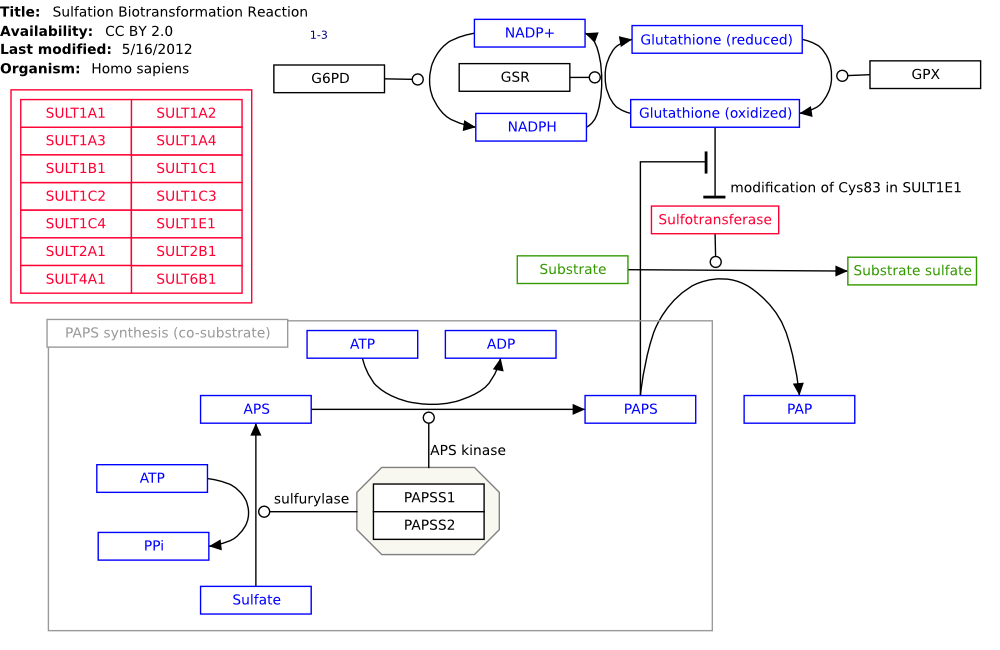 Title: Sulfation Biotransformation Reaction
Availability: CC BY 2.0
Last modified: 5/16/2012
Organism: Homo sapiens
1-3
NADP+
Glutathione (reduced)
G6PD
GSR
GPX
NADPH
Glutathione (oxidized)
SULT1A1 SULT1A2
SULT1A3 SULT1A4
SULT1B1 SULT1C1
SULT1C2 SULT1C3
SULT1C4 SULT1E1
SULT2A1 SULT2B1
SULT4A1 SULT6B1
modification of Cys83 in SULT1E1
Sulfotransferase
Substrate
Substrate sulfate
PAPS synthesis (co-substrate)
ATP
ADP
APS
PAPS
PAP
APS kinase
ATP
sulfurylase
PAPSS1
PAPSS2
PPi
Sulfate